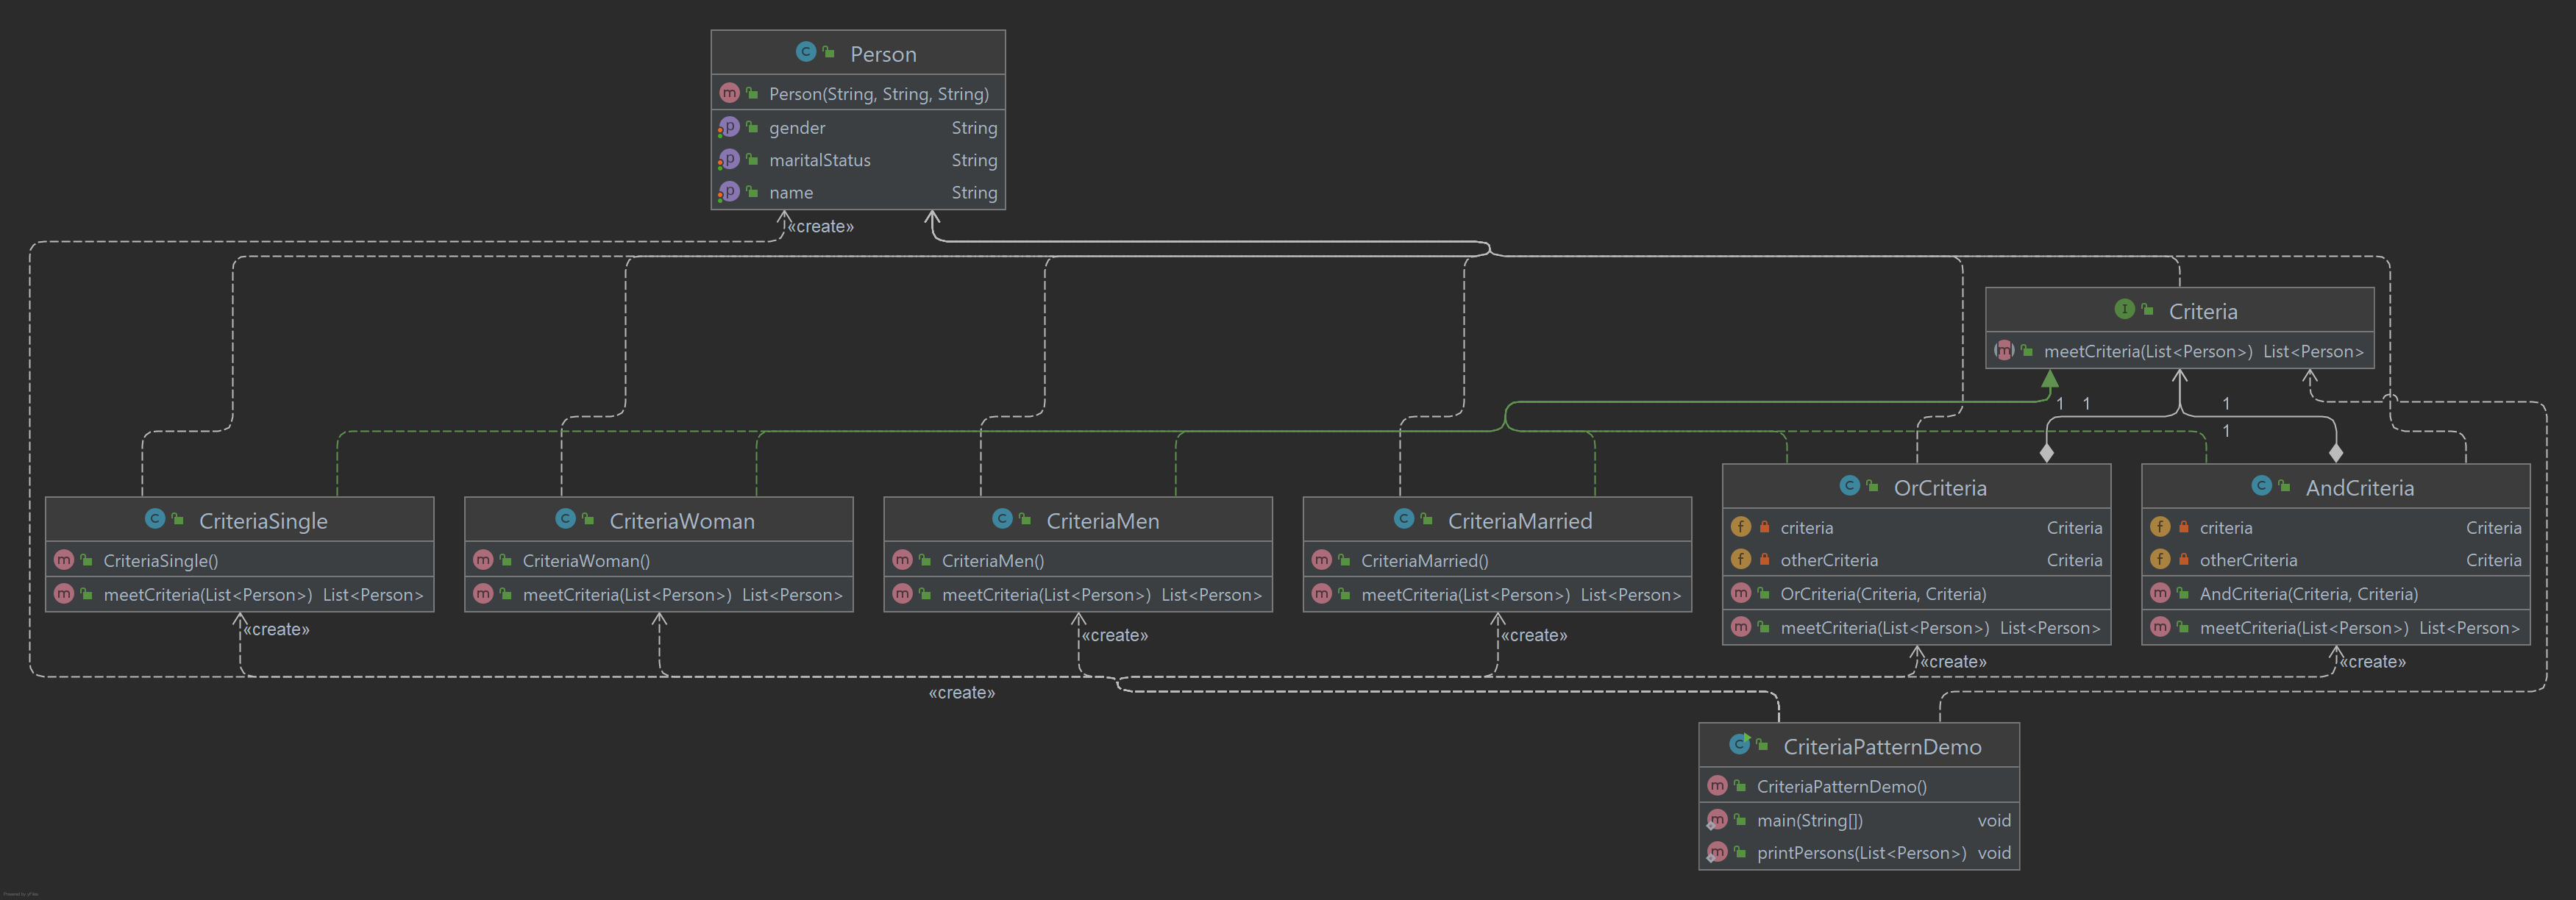 Person
Person(String, String, String)
gender String
maritalStatus String
name String
«create»
Criteria
meetCriteria(List<Person>) List<Person>
1 1 1
1
CriteriaSingle
CriteriaSingle()
meetCriteria(List<Person>) List<Person>
CriteriaWoman
CriteriaWoman()
meetCriteria(List<Person>) List<Person>
CriteriaMen
CriteriaMen()
meetCriteria(List<Person>) List<Person>
CriteriaMarried
CriteriaMarried()
meetCriteria(List<Person>) List<Person>
OrCriteria
criteria Criteria
otherCriteria Criteria
OrCriteria(Criteria, Criteria)
meetCriteria(List<Person>) List<Person>
AndCriteria
criteria Criteria
otherCriteria Criteria
AndCriteria(Criteria, Criteria)
meetCriteria(List<Person>) List<Person>
«create»
«create»
«create»
«create»
«create»
«create»
CriteriaPatternDemo
CriteriaPatternDemo()
main(String[]) void
printPersons(List<Person>) void
Powered by yFiles